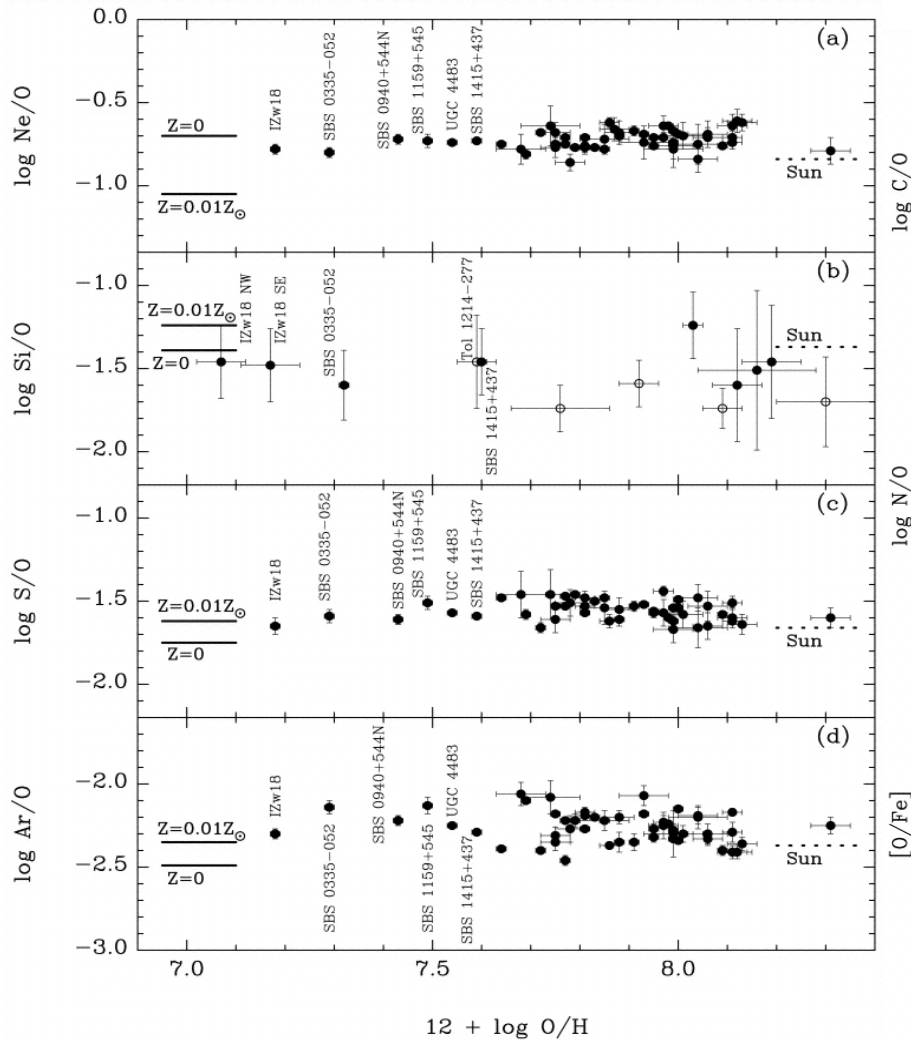 (a)
log Ne/O
0.0
−0.5
−1.0
Z=0
Z=0.01Z⊙
IZw18
SBS 0335−052
SBS 0940+544N
SBS 1159+545
UGC 4483
SBS 1415+437
Sun
log C/O
(b)
log Si/O
−1.0
−1.5
−2.0
Z=0.01Z⊙
Z=0
IZw18 NW
IZw18 SE
SBS 0335−052
Tol 1214−277
SBS 1415+437
Sun
log N/O
(c)
log S/O
−1.0
−1.5
−2.0
Z=0.01Z⊙
Z=0
IZw18
SBS 0335−052
SBS 0940+544N
SBS 1159+545
UGC 4483
SBS 1415+437
Sun
(d)
log Ar/O
−2.0
−2.5
−3.0
Z=0.01Z⊙
Z=0
IZw18
SBS 0335−052
SBS 0940+544N
SBS 1159+545
UGC 4483
SBS 1415+437
Sun
[O/Fe]
7.0
7.5
8.0
12 + log O/H